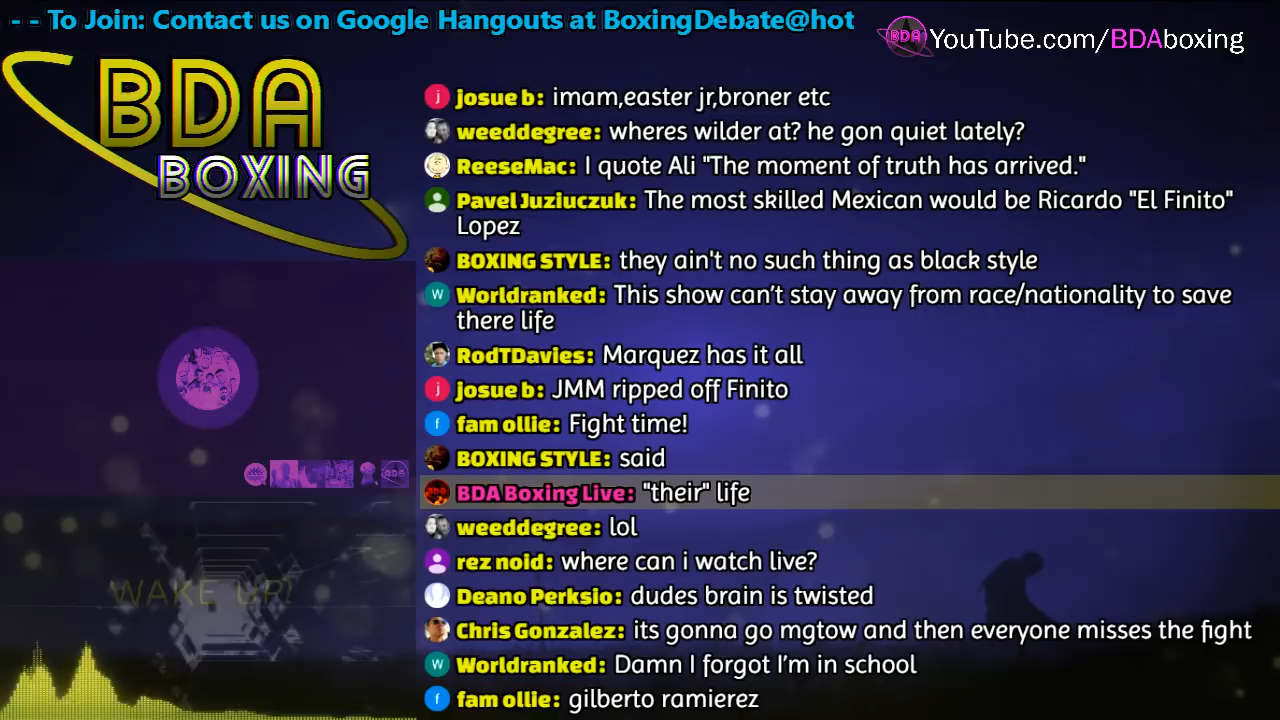 - - To Join: Contact us on Google Hangouts at BoxingDebate@hot
BDA
YouTube.com/BDAboxing
BDA
BOXING
j josue b: imam,easter jr,broner etc
weeddegree: wheres wilder at? he gon quiet lately?
ReeseMac: I quote Ali "The moment of truth has arrived."
Pavel Juziuczuk: The most skilled Mexican would be Ricardo "El Finito"
Lopez
BOXING STYLE: they ain't no such thing as black style
W Worldranked: This show can’t stay away from race/nationality to save
there life
RodTDavies: Marquez has it all
j josue b: JMM ripped off Finito
f fam ollie: Fight time!
BOXING STYLE: said
BDA BDA Boxing Live: "their" life
weeddegree: lol
rez noid: where can i watch live?
Deano Perksio: dudes brain is twisted
Chris Gonzalez: its gonna go mgtow and then everyone misses the fight
W Worldranked: Damn I forgot I’m in school
f fam ollie: gilberto ramierez
WAKE UP!